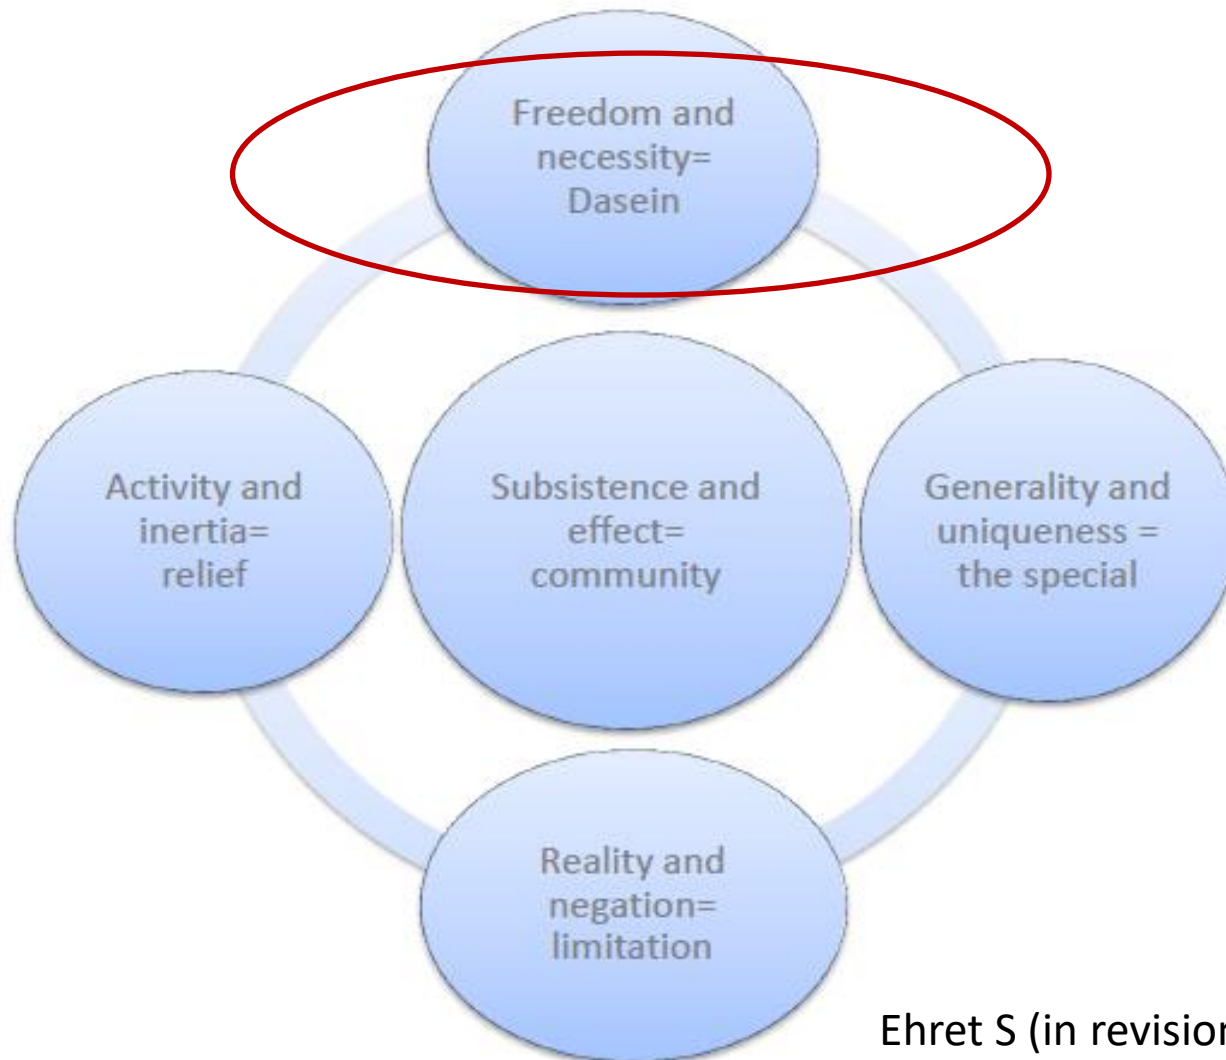 Freedom and
necessity=
Dasein
Activity and
inertia=
relief
Subsistence and
effect=
community
Generality and
uniqueness =
the special
Reality and
negation=
limitation
Ehret S (in revision